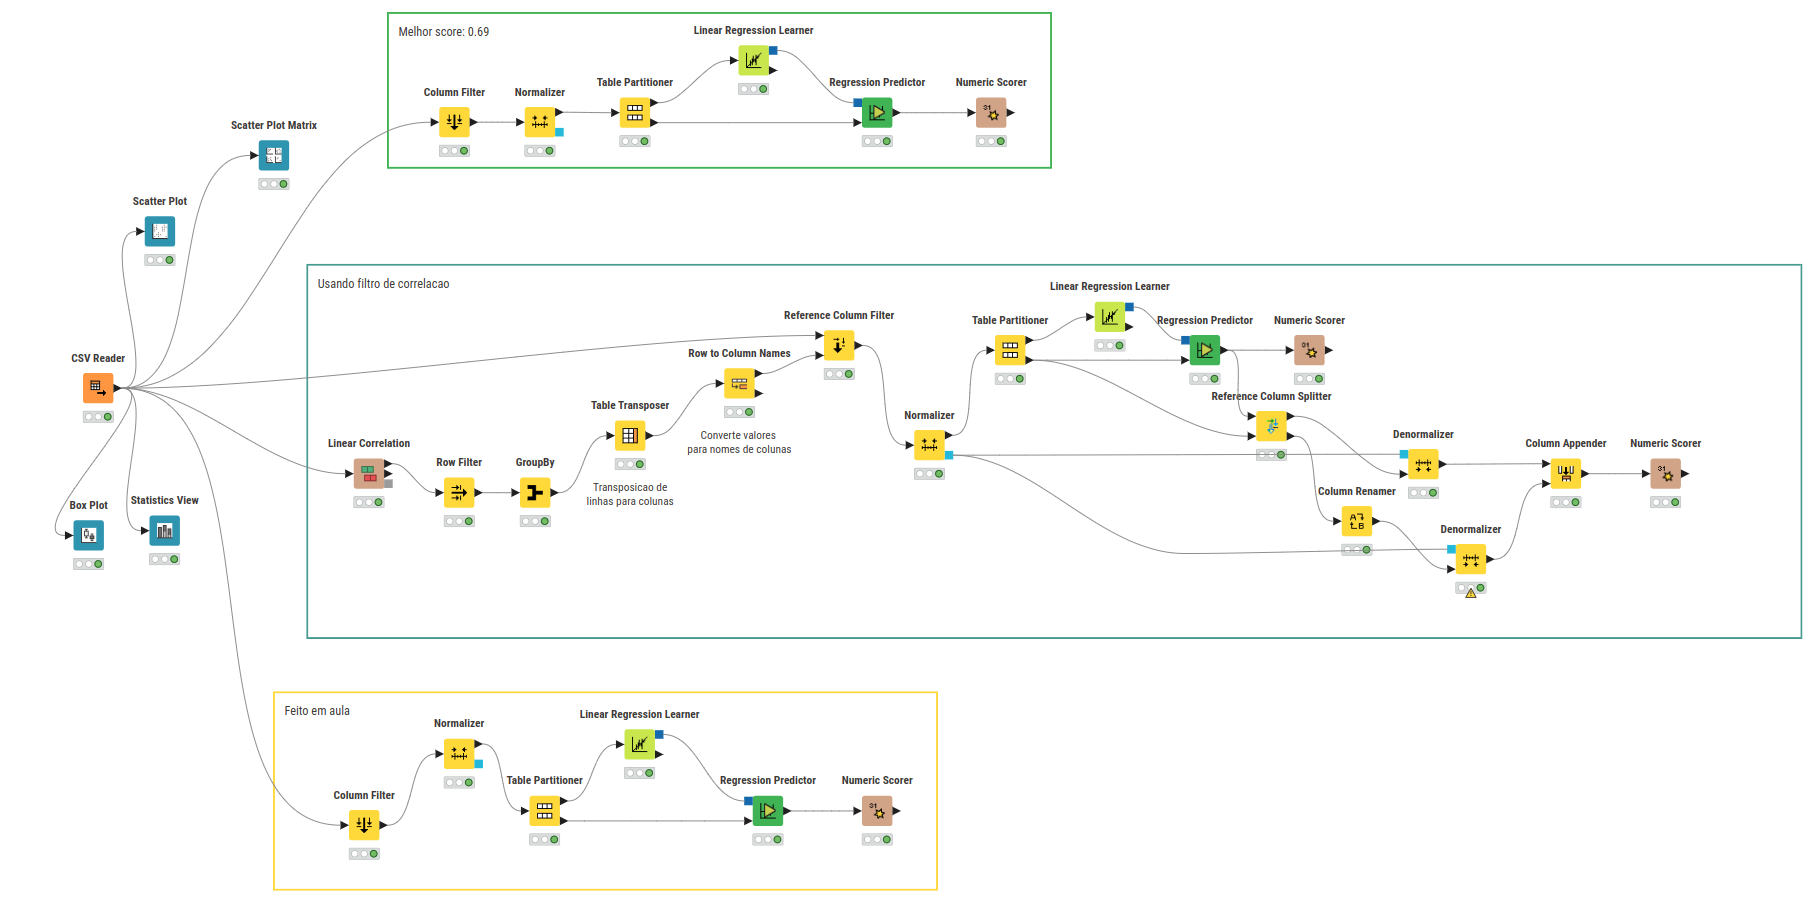 Melhor score: 0.69
Linear Regression Learner
Column Filter
Normalizer
Table Partitioner
Regression Predictor
Numeric Scorer
Scatter Plot Matrix
Scatter Plot
CSV Reader
Box Plot
Statistics View
Usando filtro de correlacao
Linear Correlation
Row Filter
GroupBy
Table Transposer
Transposicao de
linhas para colunas
Row to Column Names
Converte valores
para nomes de colunas
Reference Column Filter
Normalizer
Table Partitioner
Linear Regression Learner
Regression Predictor
Numeric Scorer
Reference Column Splitter
Denormalizer
Column Renamer
Denormalizer
Column Appender
Numeric Scorer
Feito em aula
Column Filter
Normalizer
Table Partitioner
Linear Regression Learner
Regression Predictor
Numeric Scorer